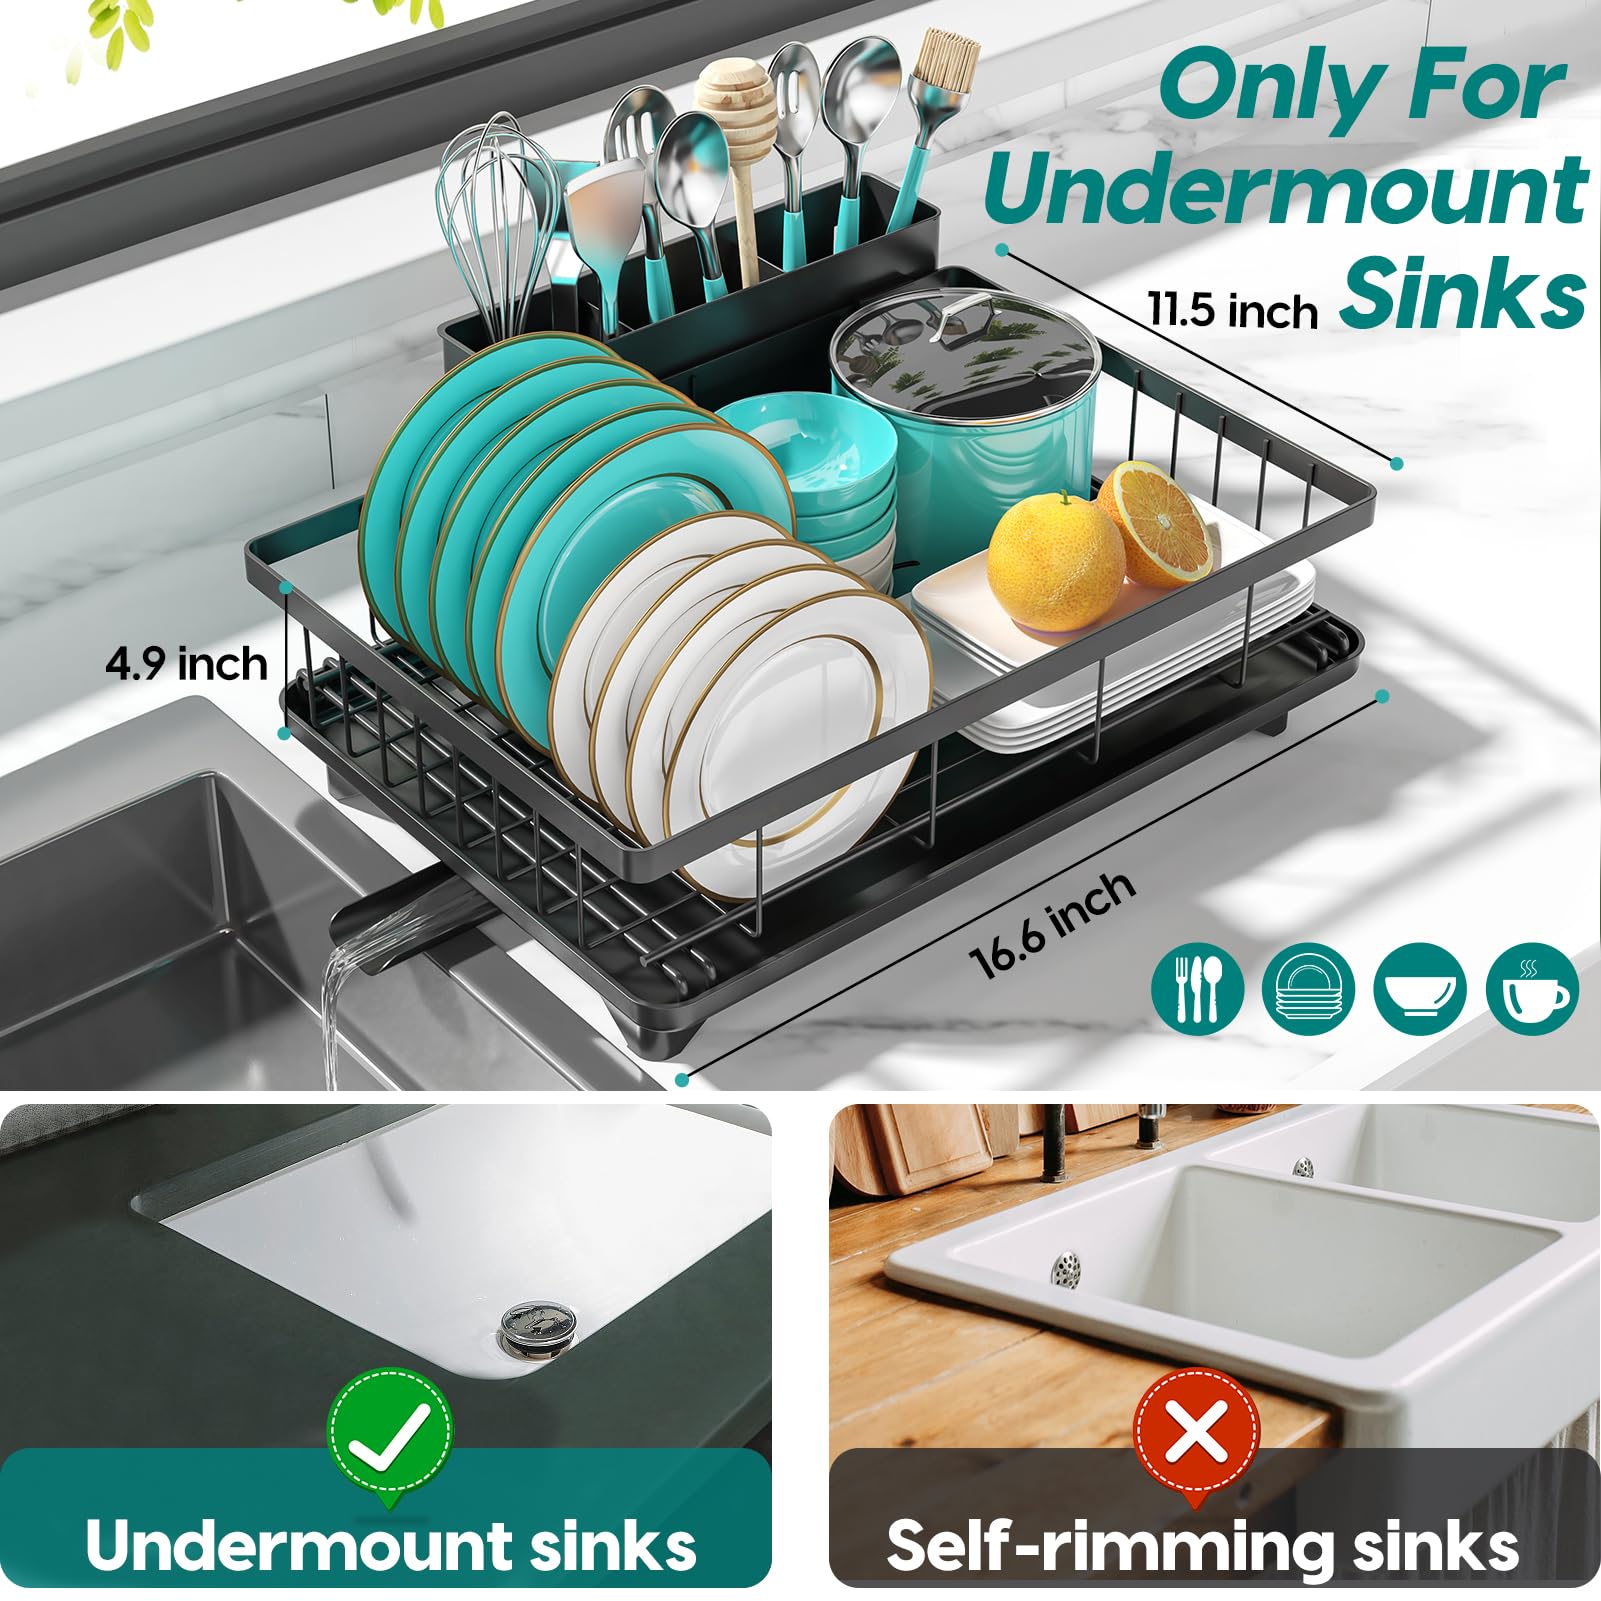 Only For
Undermount
Sinks
11.5 inch
4.9 inch
16.6 inch
Undermount sinks
Self-rimming sinks